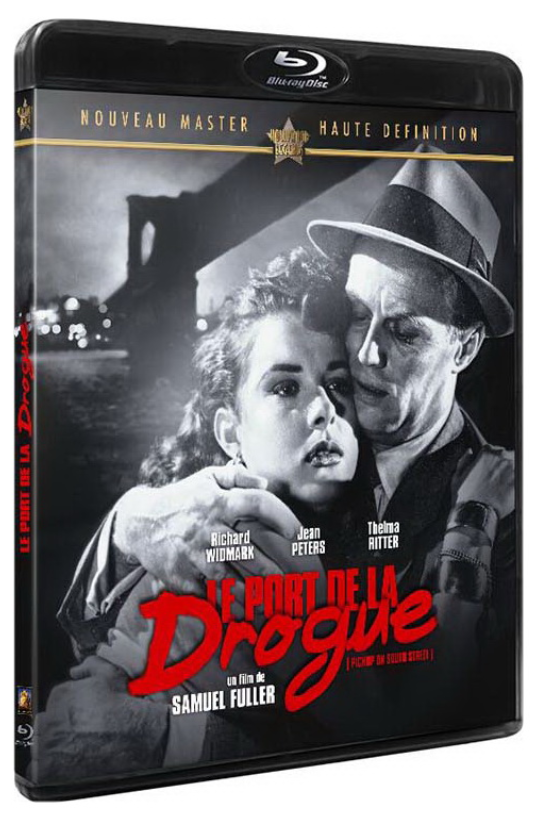 Blu-ray Disc
NOUVEAU MASTER HAUTE DEFINITION
Richard WIDMARK
Jean PETERS
Thelma RITTER
LE PORT DE LA
Drogue
[ PICKUP ON SOUTH STREET ]
un film de
SAMUEL FULLER
LE PORT DE LA Drogue